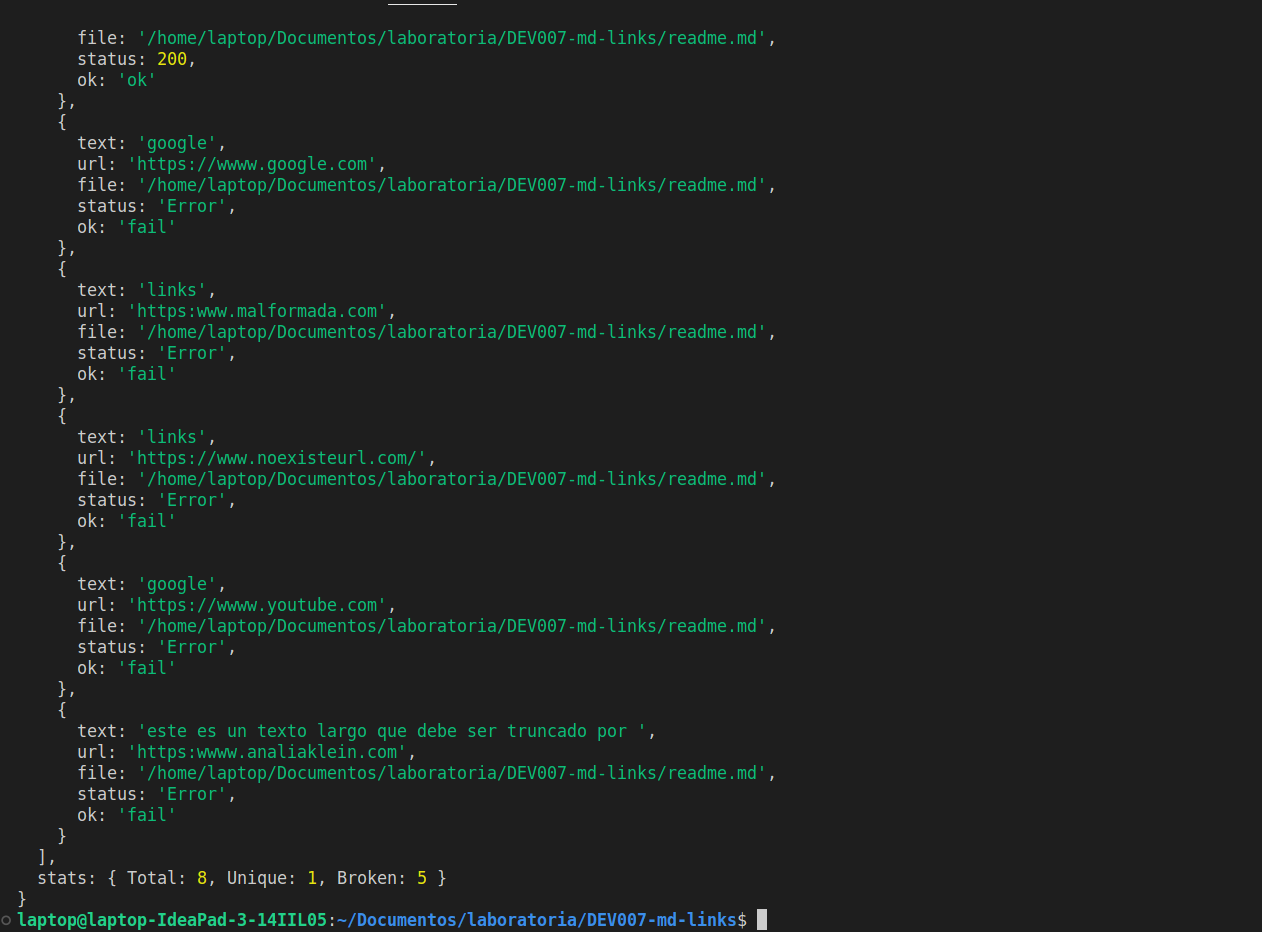 file: '/home/laptop/Documentos/laboratoria/DEV007-md-links/readme.md',
status: 200,
ok: 'ok'
},
{
text: 'google',
url: 'https://wwww.google.com',
file: '/home/laptop/Documentos/laboratoria/DEV007-md-links/readme.md',
status: 'Error',
ok: 'fail'
},
{
text: 'links',
url: 'https:www.malformada.com',
file: '/home/laptop/Documentos/laboratoria/DEV007-md-links/readme.md',
status: 'Error',
ok: 'fail'
},
{
text: 'links',
url: 'https://www.noexisteurl.com/',
file: '/home/laptop/Documentos/laboratoria/DEV007-md-links/readme.md',
status: 'Error',
ok: 'fail'
},
{
text: 'google',
url: 'https://wwww.youtube.com',
file: '/home/laptop/Documentos/laboratoria/DEV007-md-links/readme.md',
status: 'Error',
ok: 'fail'
},
{
text: 'este es un texto largo que debe ser truncado por ',
url: 'https:wwww.analiaklein.com',
file: '/home/laptop/Documentos/laboratoria/DEV007-md-links/readme.md',
status: 'Error',
ok: 'fail'
}
],
stats: { Total: 8, Unique: 1, Broken: 5 }
}
laptop@laptop-IdeaPad-3-14IIL05:~/Documentos/laboratoria/DEV007-md-links$